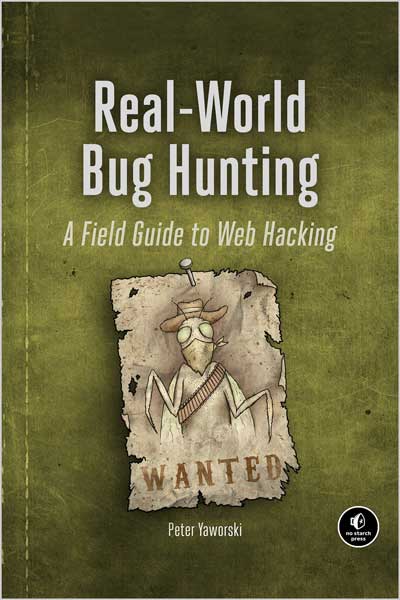 Real-World
Bug Hunting
A Field Guide to Web Hacking
WANTED
Peter Yaworski
no starch
press